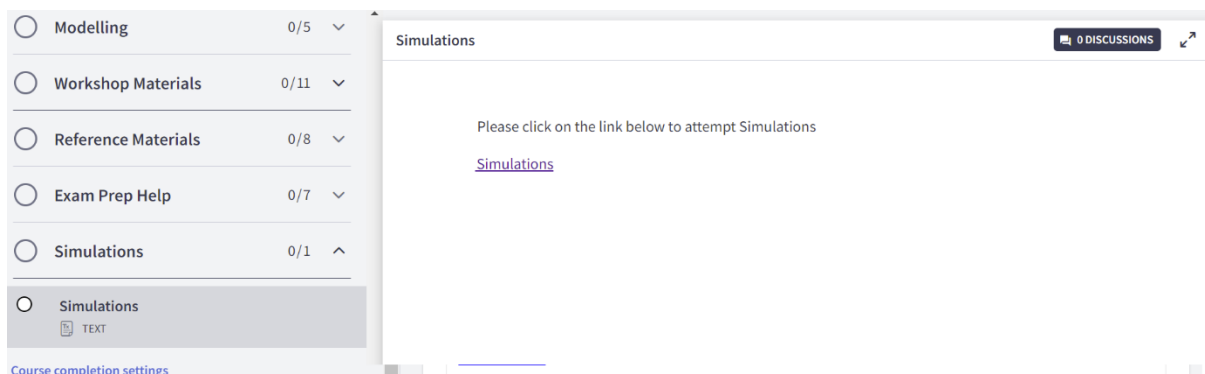 Modelling 0/5
Workshop Materials 0/11
Reference Materials 0/8
Exam Prep Help 0/7
Simulations 0/1
Simulations
TEXT
Course completion settings
Simulations 0 DISCUSSIONS
Please click on the link below to attempt Simulations
Simulations